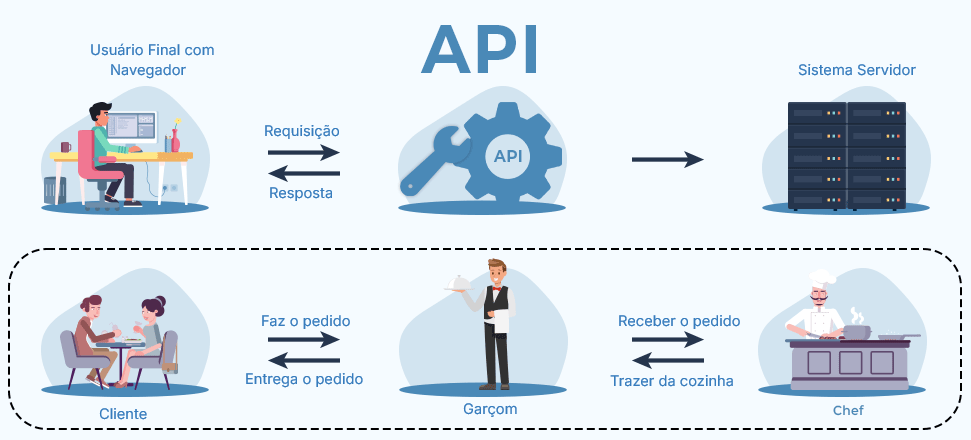 API
Usuário Final com
Navegador
Sistema Servidor
Requisição
API
Resposta
Faz o pedido
Receber o pedido
Entrega o pedido
Trazer da cozinha
Cliente
Garçom
Chef